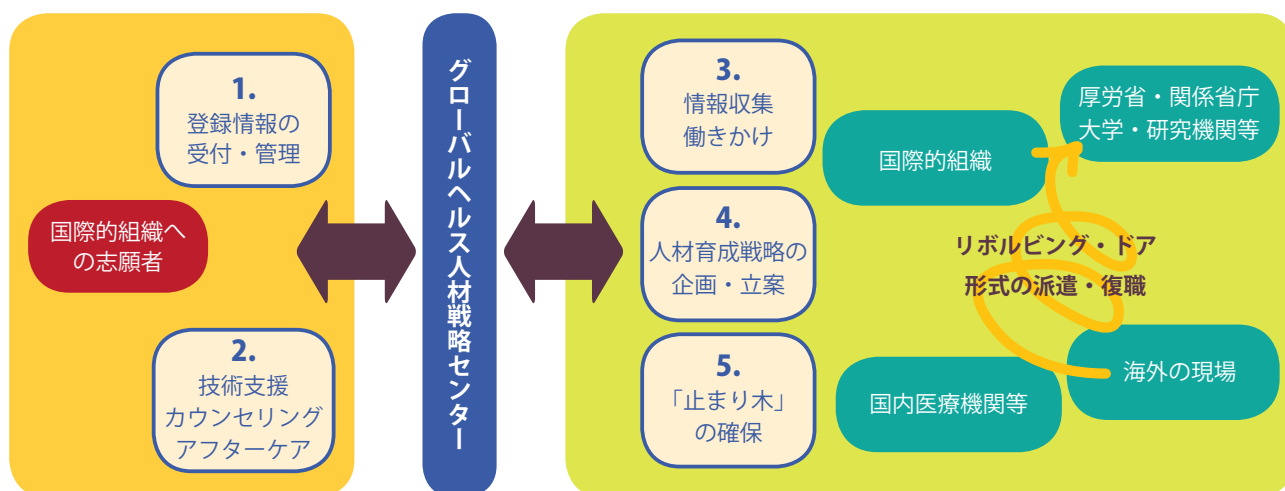 1.
登録情報の
受付・管理
国際的組織へ
の志願者
2.
技術支援
カウンセリング
アフターケア
グローバルヘルス人材戦略センター
3.
情報収集
働きかけ
4.
人材育成戦略の
企画・立案
5.
「止まり木」
の確保
国際的組織
厚労省・関係省庁
大学・研究機関等
リボルビング・ドア
形式の派遣・復職
国内医療機関等
海外の現場